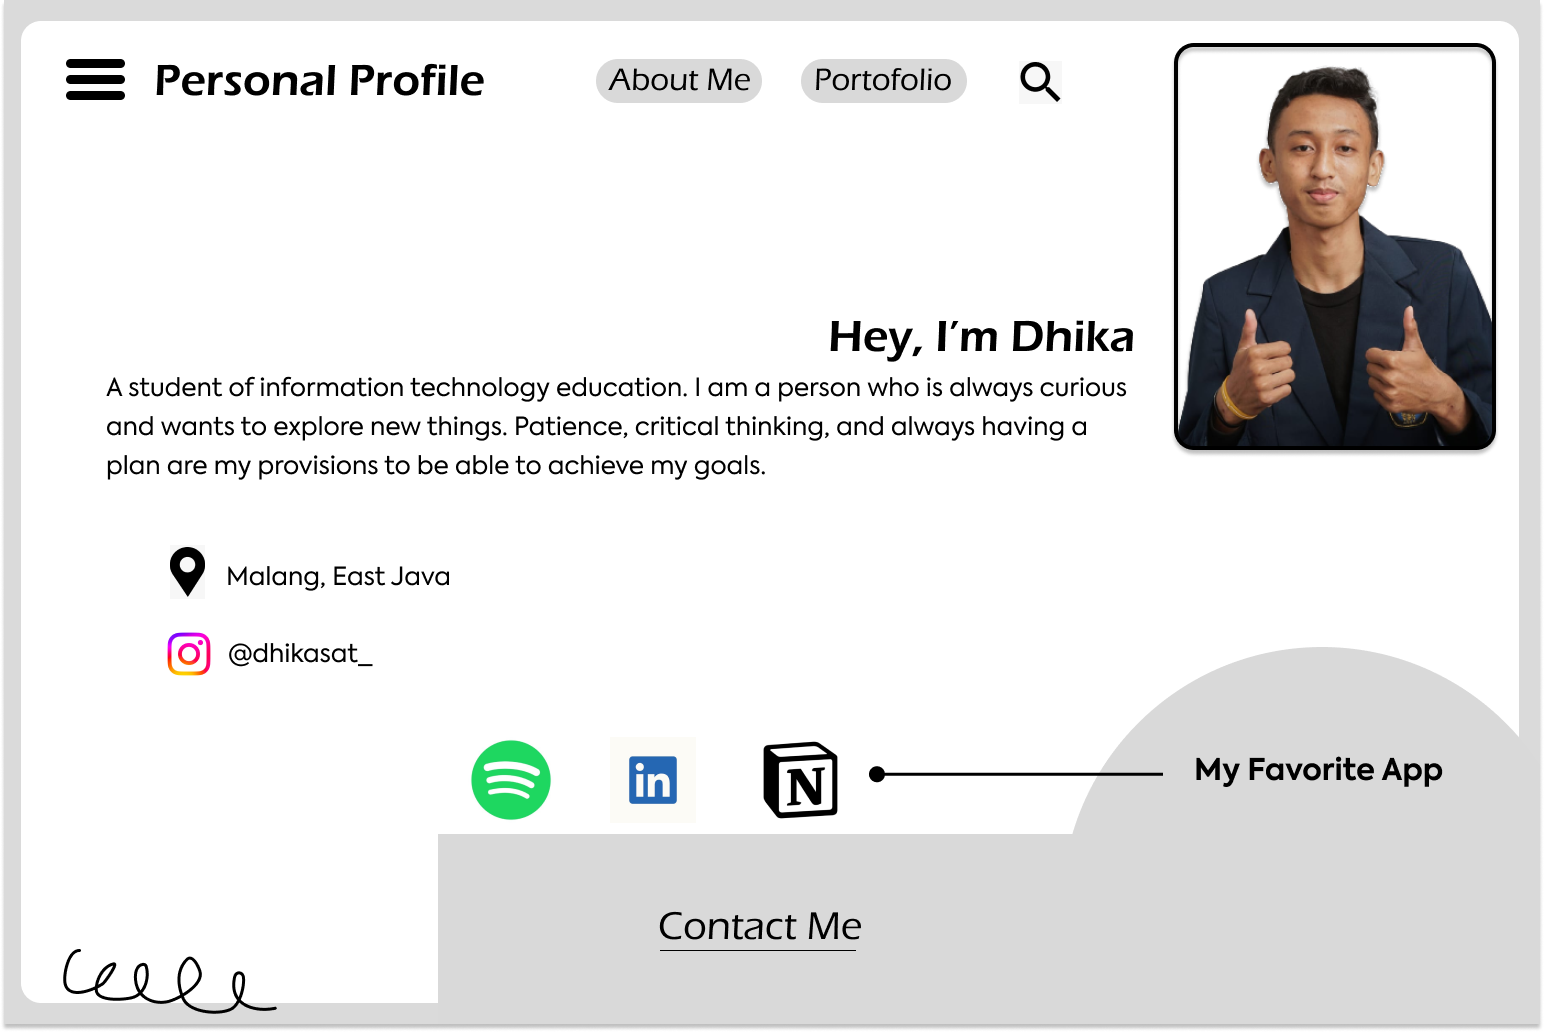 Personal Profile
About Me
Portofolio
Hey, I'm Dhika
A student of information technology education. I am a person who is always curious
and wants to explore new things. Patience, critical thinking, and always having a
plan are my provisions to be able to achieve my goals.
Malang, East Java
@dhikasat_
in
N
My Favorite App
Contact Me